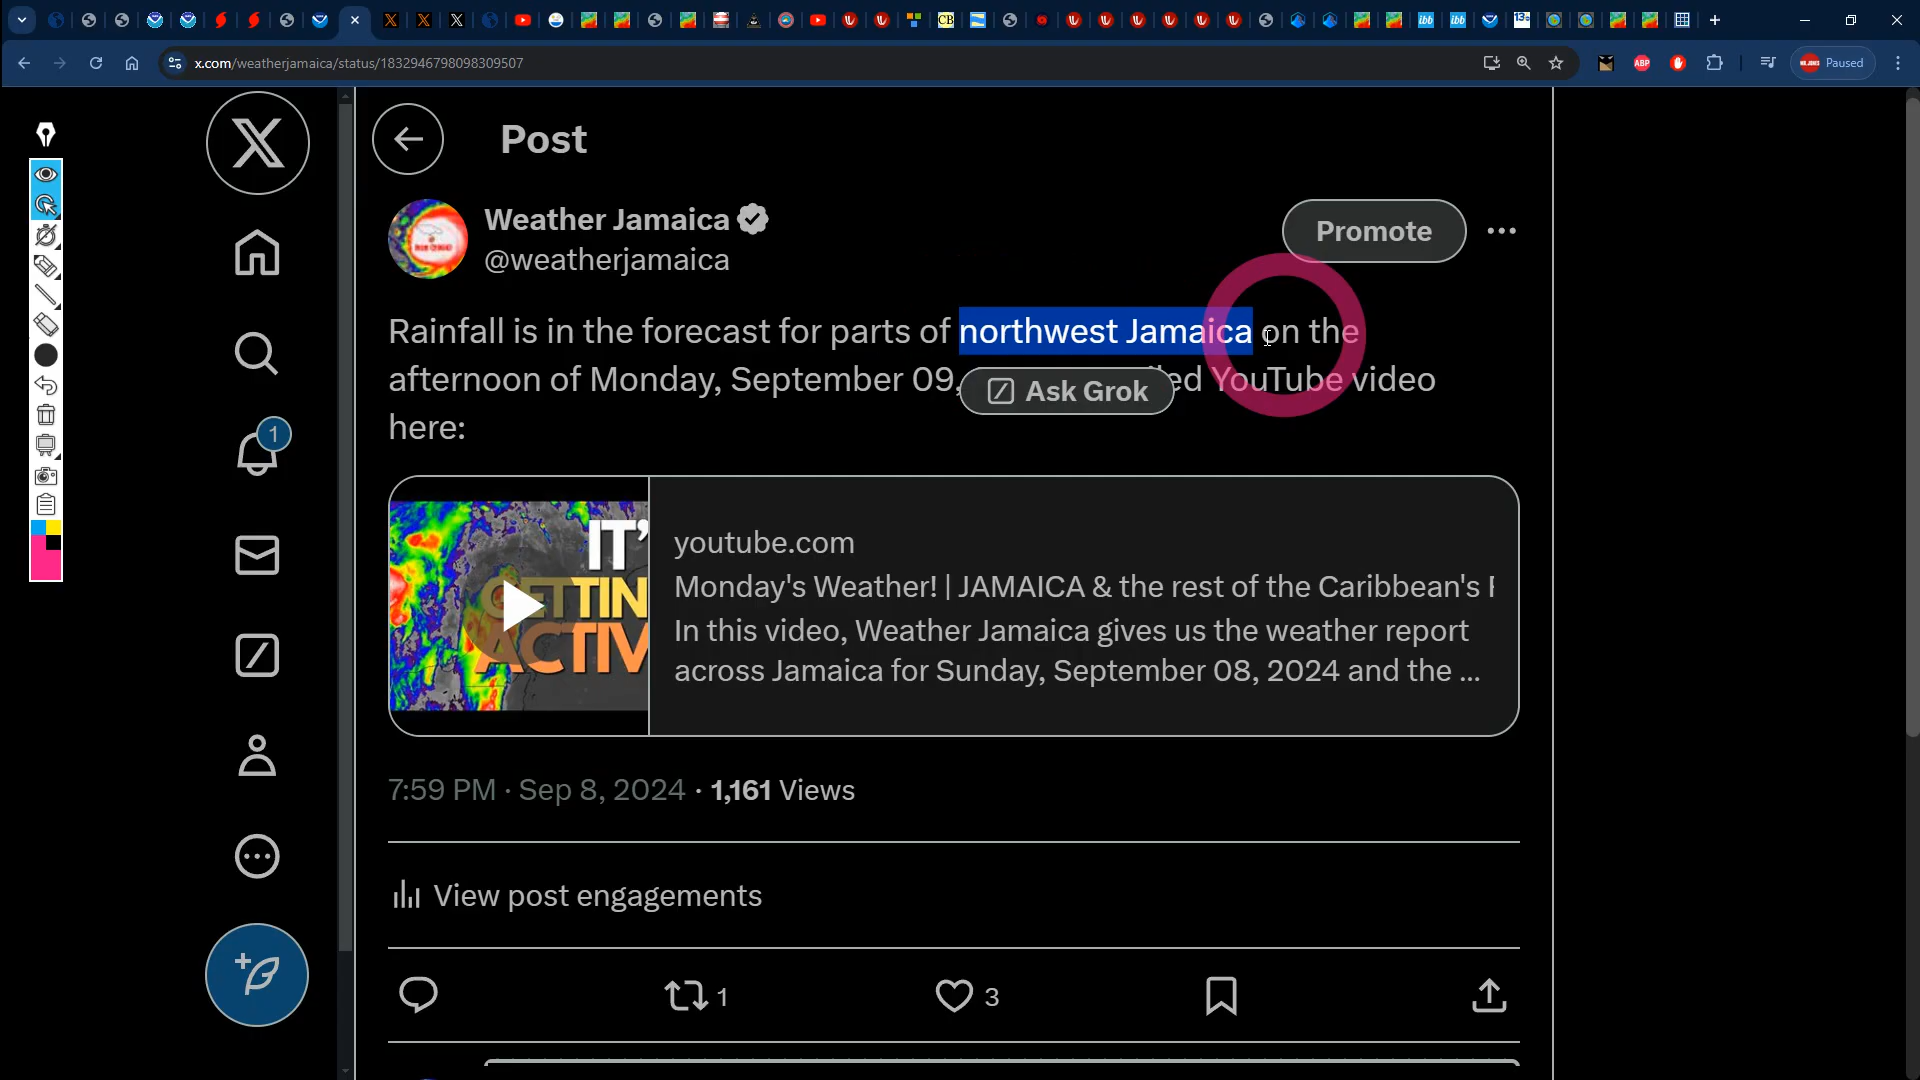 x.com/weatherjamaica/status/1832946798098309507
Paused
Post
Weather Jamaica
@weatherjamaica
Promote
Rainfall is in the forecast for parts of northwest Jamaica on the
afternoon of Monday, September 09, YouTube video
Ask Grok
here:
1
IT'
GETTIN
ACTIV
youtube.com
Monday's Weather! | JAMAICA & the rest of the Caribbean's
In this video, Weather Jamaica gives us the weather report
across Jamaica for Sunday, September 08, 2024 and the ...
7:59 PM · Sep 8, 2024 · 1,161 Views
View post engagements
1
3